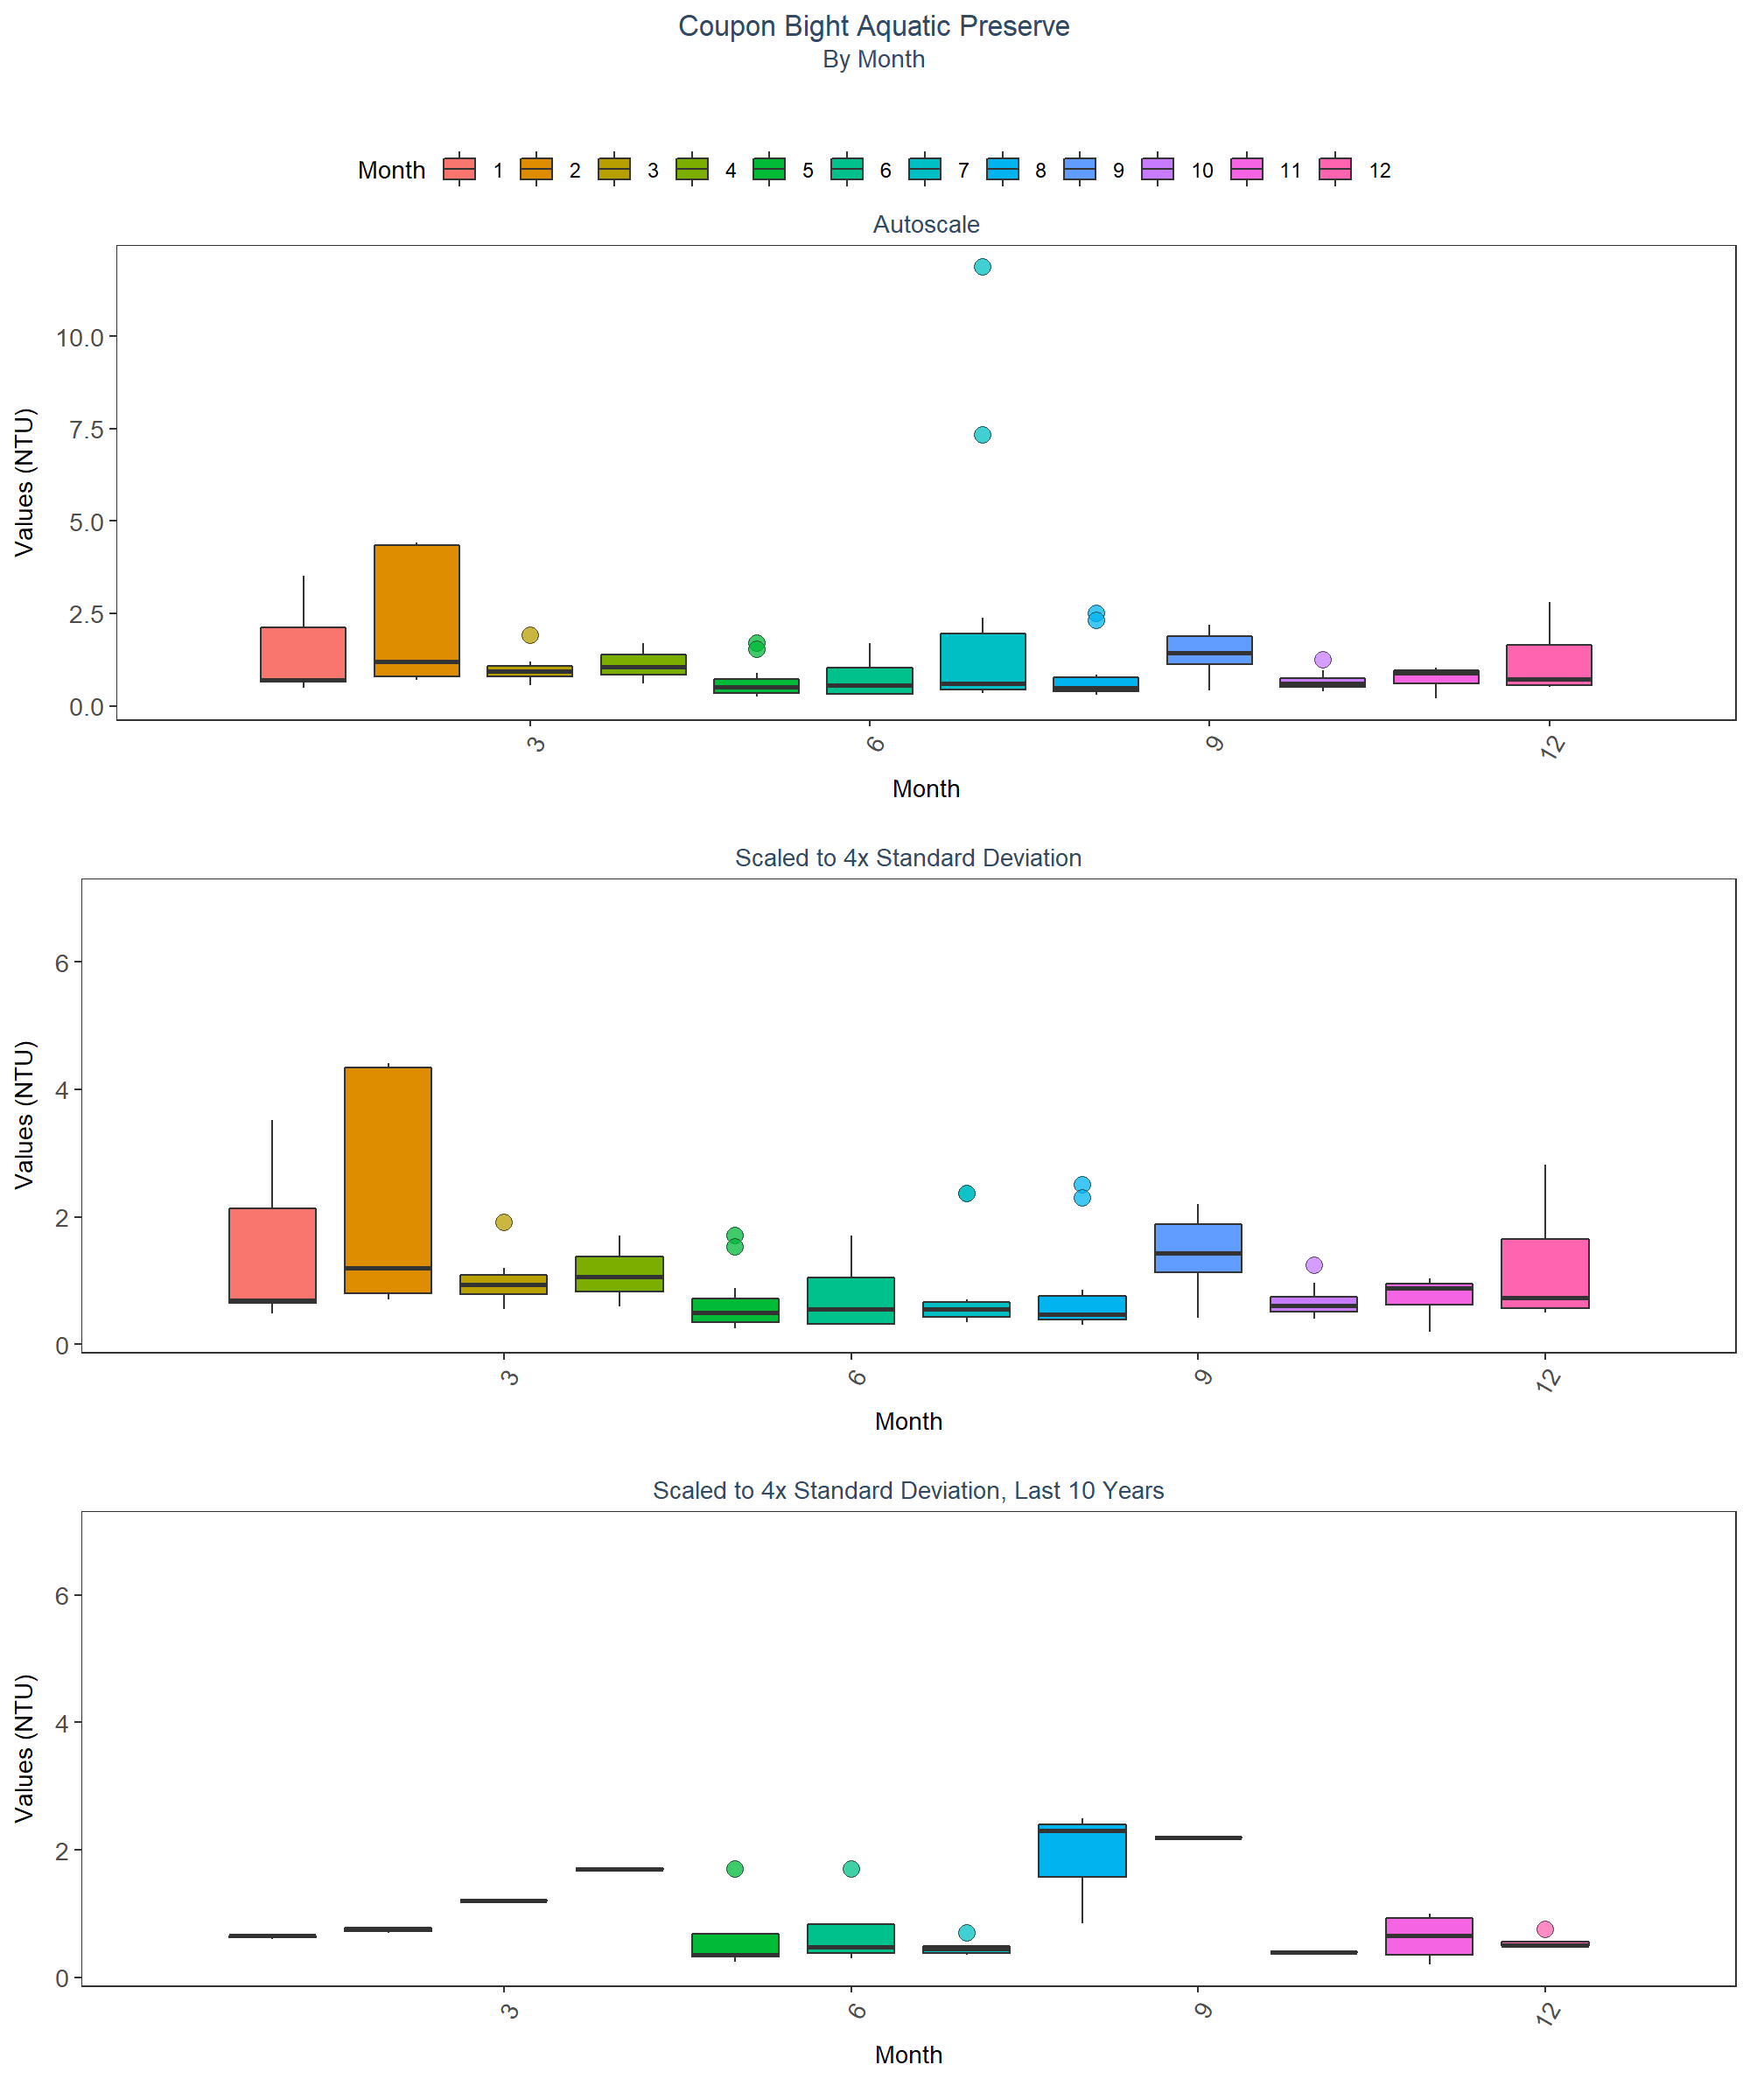 Coupon Bight Aquatic Preserve
By Month
Month 1 2 3 4 5 6 7 8 9 10 11 12
Autoscale
Values (NTU)
10.0
7.5
5.0
2.5
0.0
3 6 9 12
Month
Scaled to 4x Standard Deviation
Values (NTU)
6
4
2
0
3 6 9 12
Month
Scaled to 4x Standard Deviation, Last 10 Years
Values (NTU)
6
4
2
0
3 6 9 12
Month